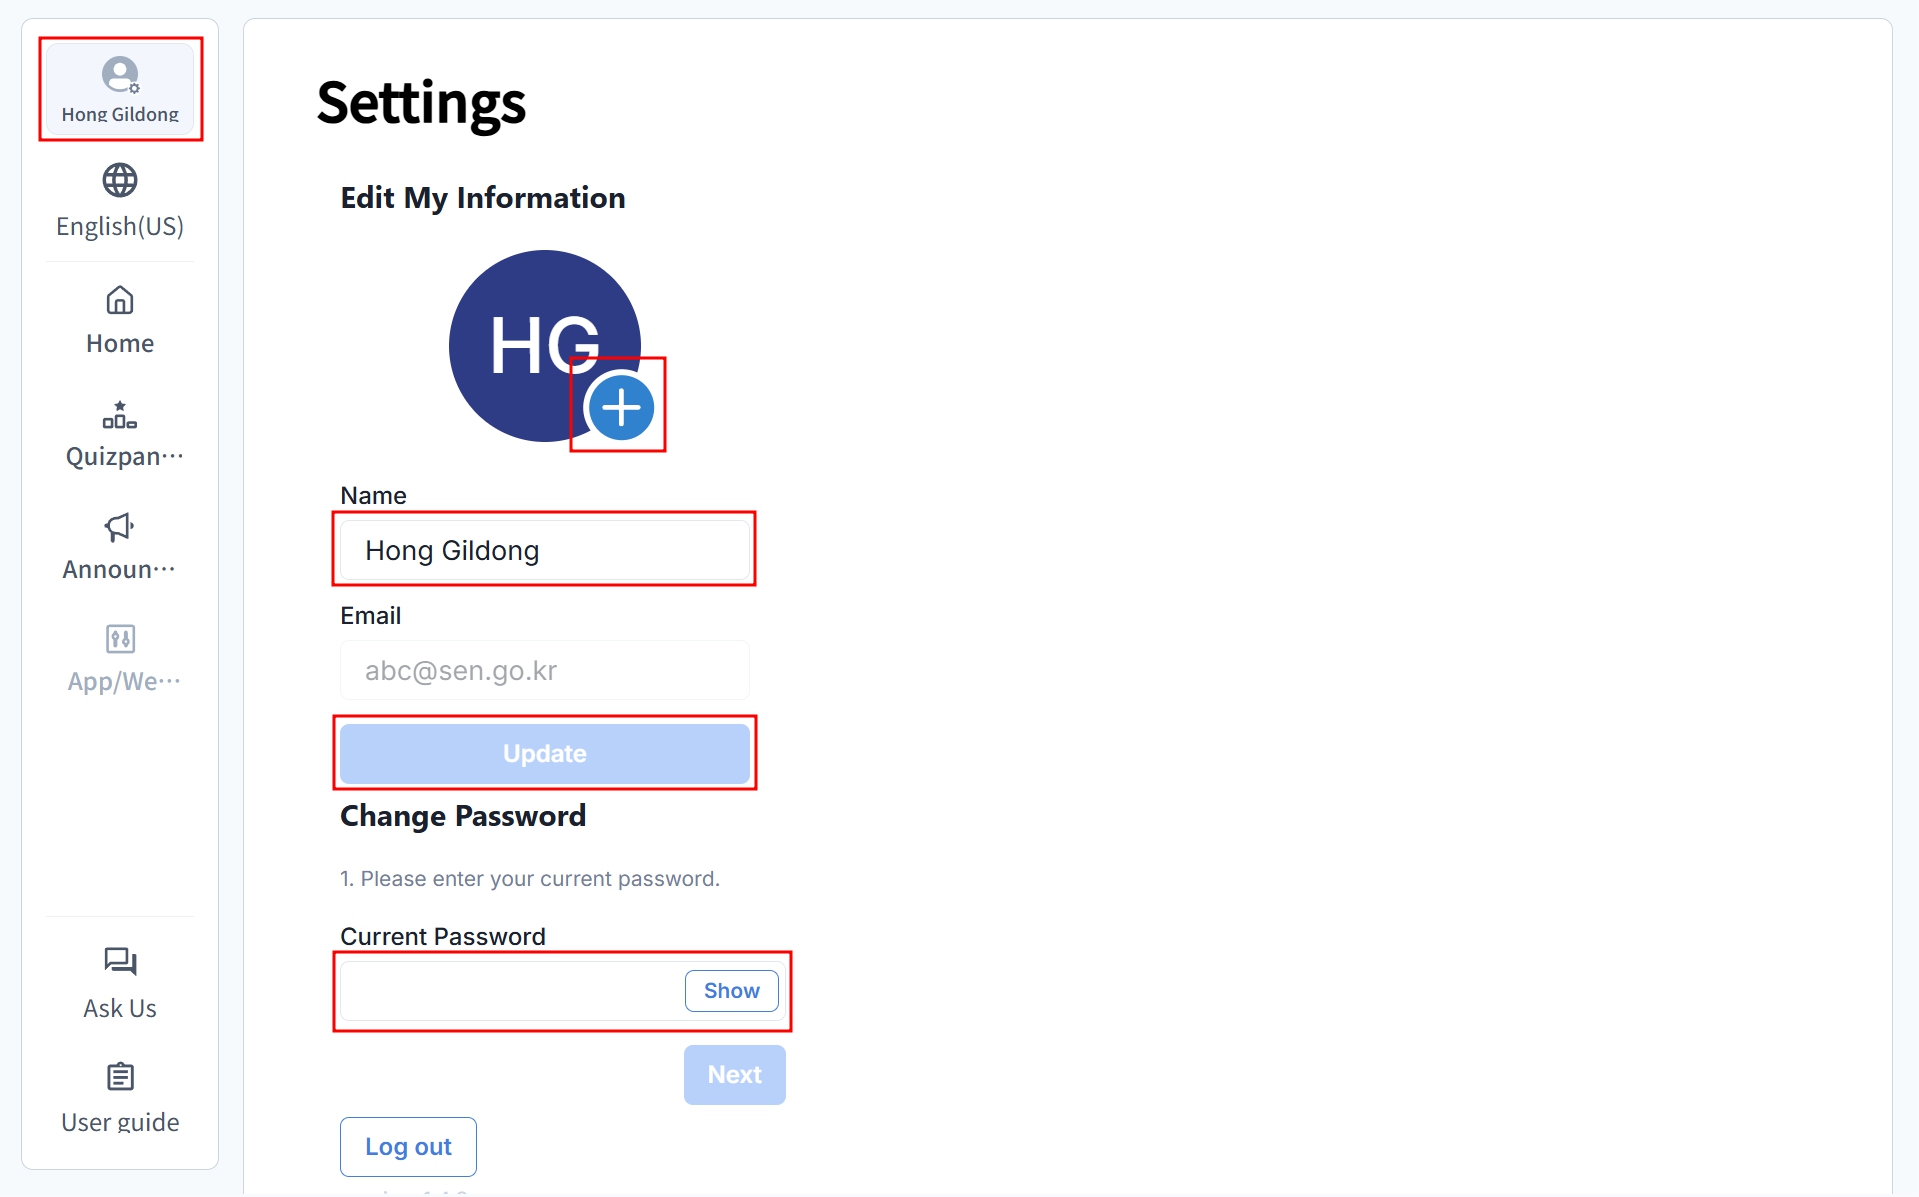 Hong Gildong
English(US)
Home
Quizpan···
Announ···
App/We···
Ask Us
User guide
Settings
Edit My Information
HG
Name
Hong Gildong
Email
abc@sen.go.kr
Update
Change Password
1. Please enter your current password.
Current Password
Show
Next
Log out